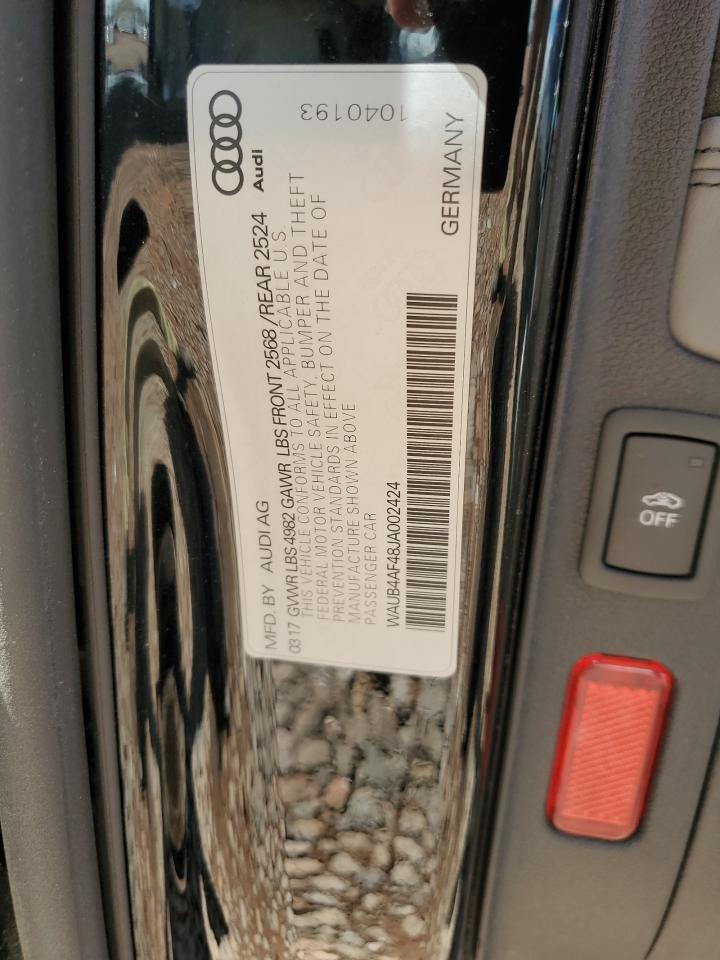 MFD. BY AUDI AG
0317 GVWR LBS 4982 GAWR LBS FRONT 2568/REAR 2524
THIS VEHICLE CONFORMS TO ALL APPLICABLE U.S.
FEDERAL MOTOR VEHICLE SAFETY, BUMPER AND THEFT
PREVENTION STANDARDS IN EFFECT ON THE DATE OF
MANUFACTURE SHOWN ABOVE
PASSENGER CAR
WAUB4AF48JA002424
Audi
1040193
GERMANY
OFF